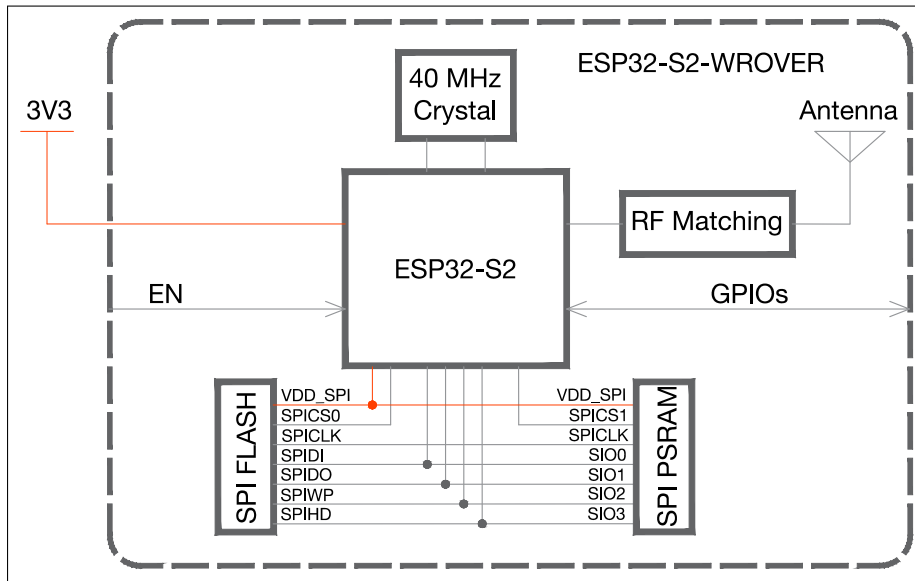 ESP32-S2-WROVER
40 MHz
Crystal
3V3
Antenna
RF Matching
ESP32-S2
EN
GPIOs
SPI FLASH
VDD_SPI
SPICS0
SPICLK
SPIDI
SPIDO
SPIWP
SPIHD
VDD_SPI
SPICS1
SPICLK
SIO0
SIO1
SIO2
SIO3
SPI PSRAM